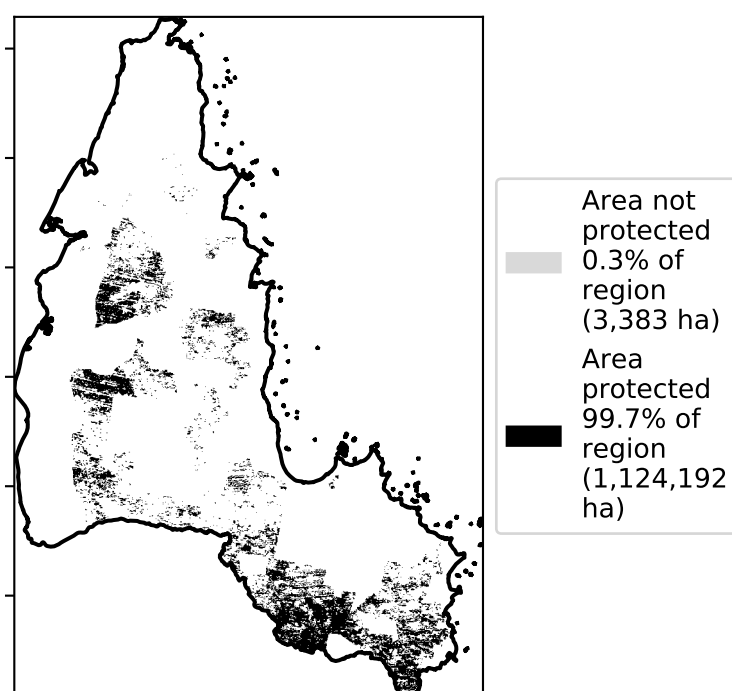 Area not
protected
0.3% of
region
(3,383 ha)
Area
protected
99.7% of
region
(1,124,192
ha)